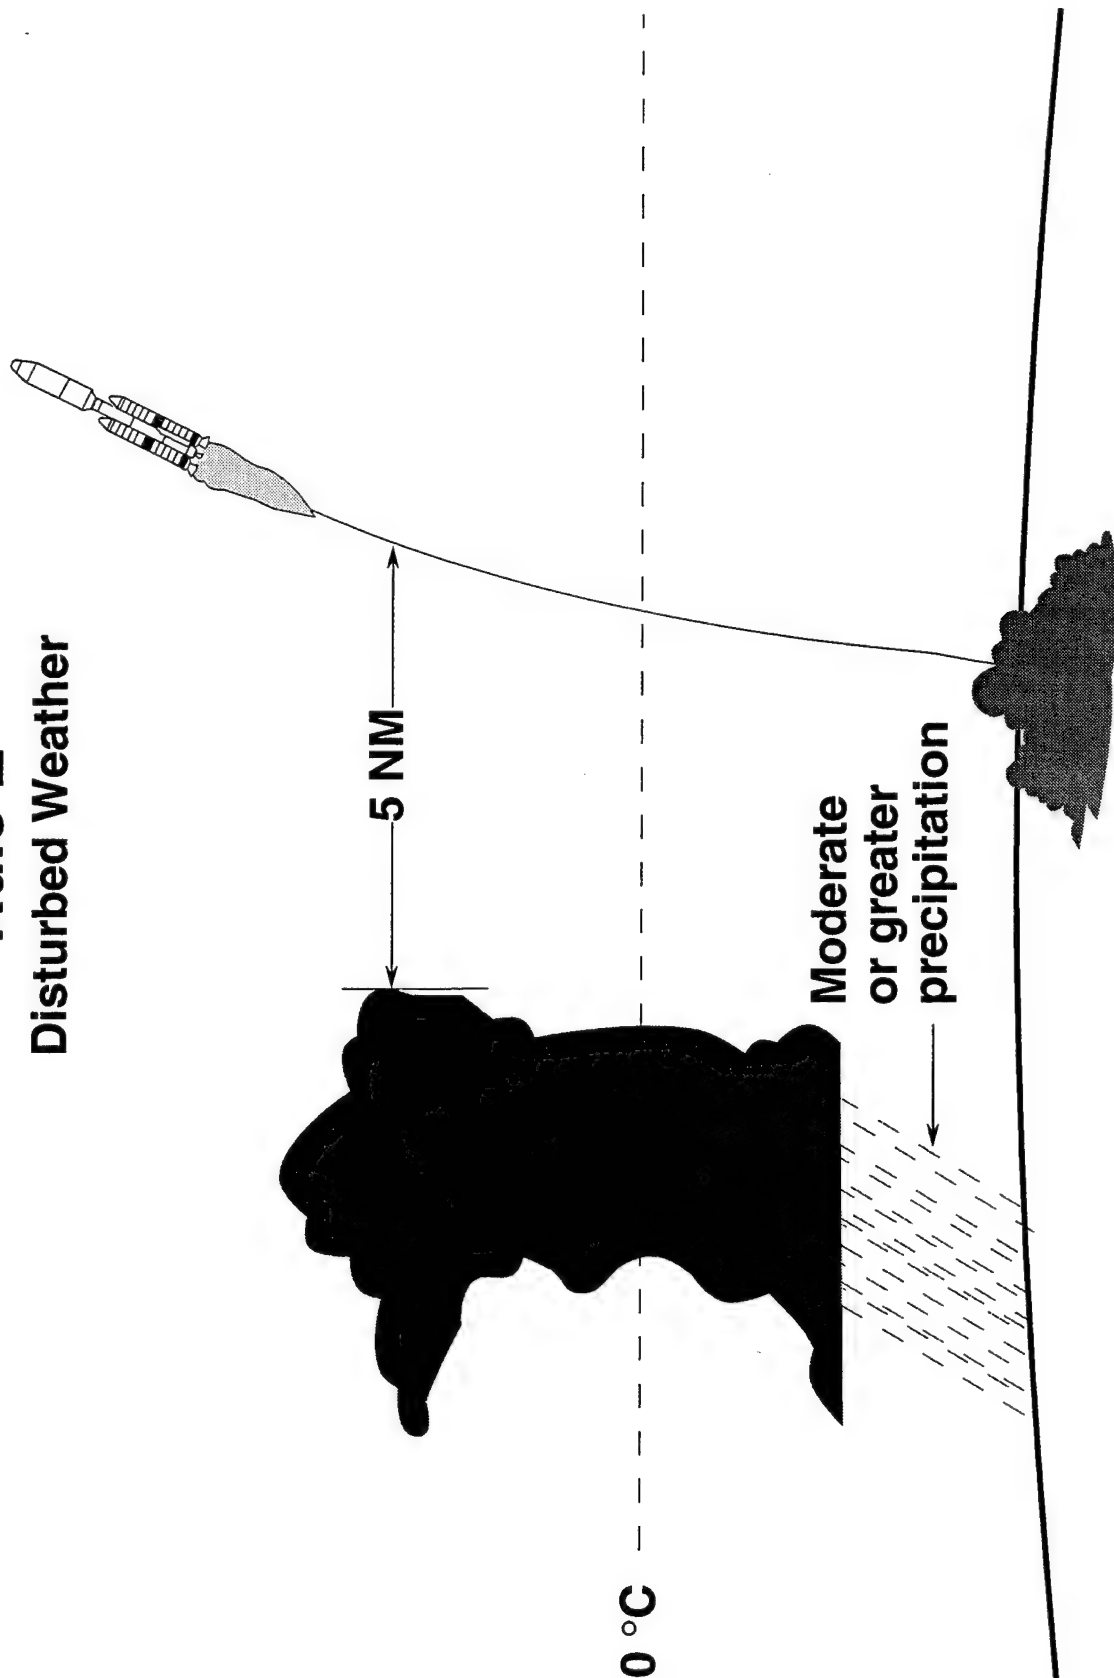 Disturbed Weather
5 NM
0 °C
Moderate
or greater
precipitation